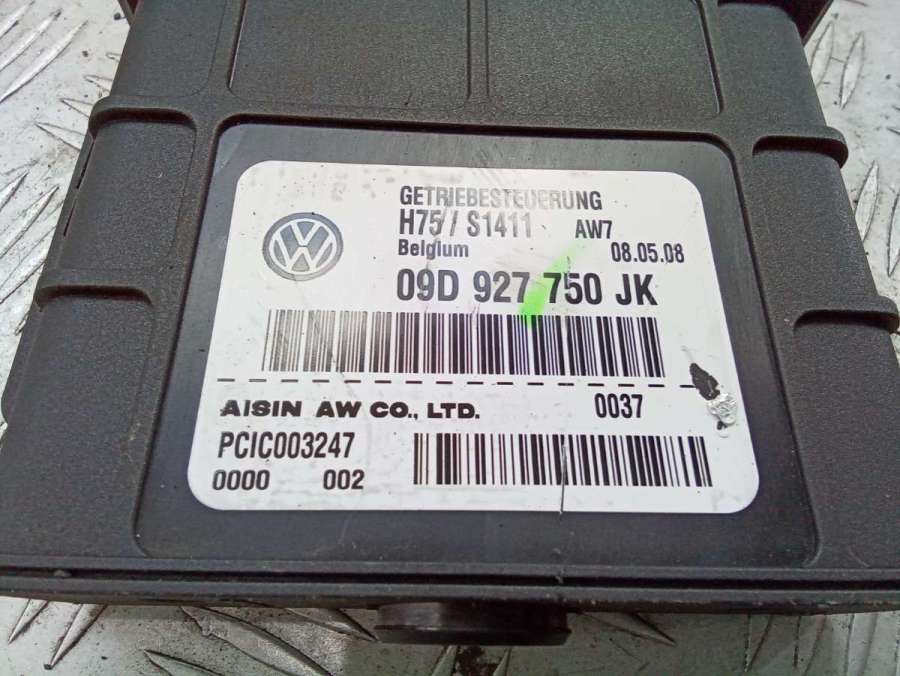 GETRIEBESTEUERUNG
H75 / S1411 AW7
Belgium 08.05.08
09D 927 750 JK
AISIN AW CO., LTD. 0037
PCIC003247
0000 002